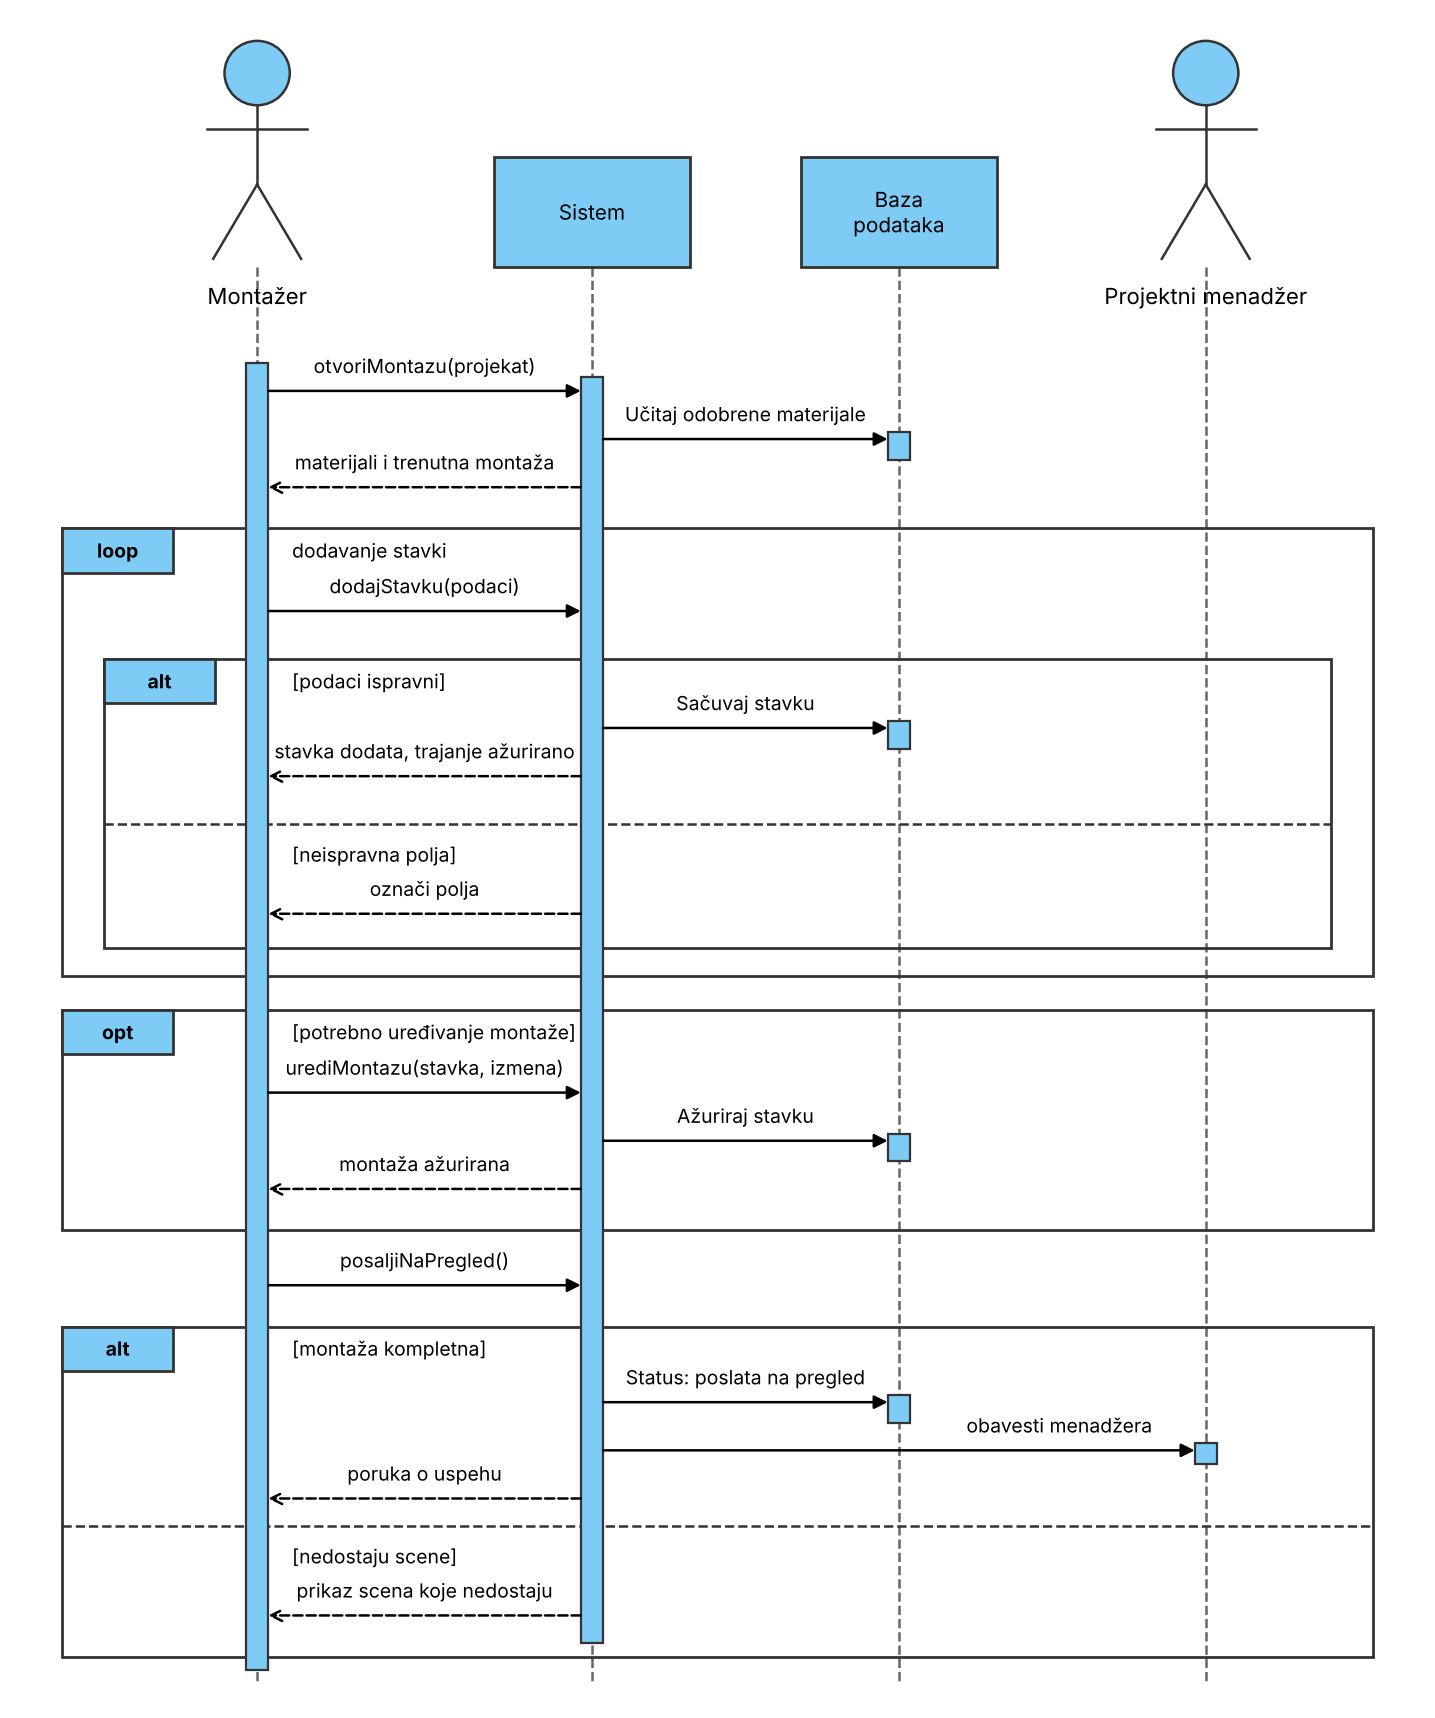 Sistem
Baza
podataka
Montažer
Projektni menadžer
otvoriMontazu(projekat)
Učitaj odobrene materijale
materijali i trenutna montaža
loop
dodavanje stavki
dodajStavku(podaci)
alt
[podaci ispravni]
Sačuvaj stavku
stavka dodata, trajanje ažurirano
[neispravna polja]
označi polja
opt
[potrebno uređivanje montaže]
urediMontazu(stavka, izmena)
Ažuriraj stavku
montaža ažurirana
posaljiNaPregled()
alt
[montaža kompletna]
Status: poslata na pregled
obavesti menadžera
poruka o uspehu
[nedostaju scene]
prikaz scena koje nedostaju